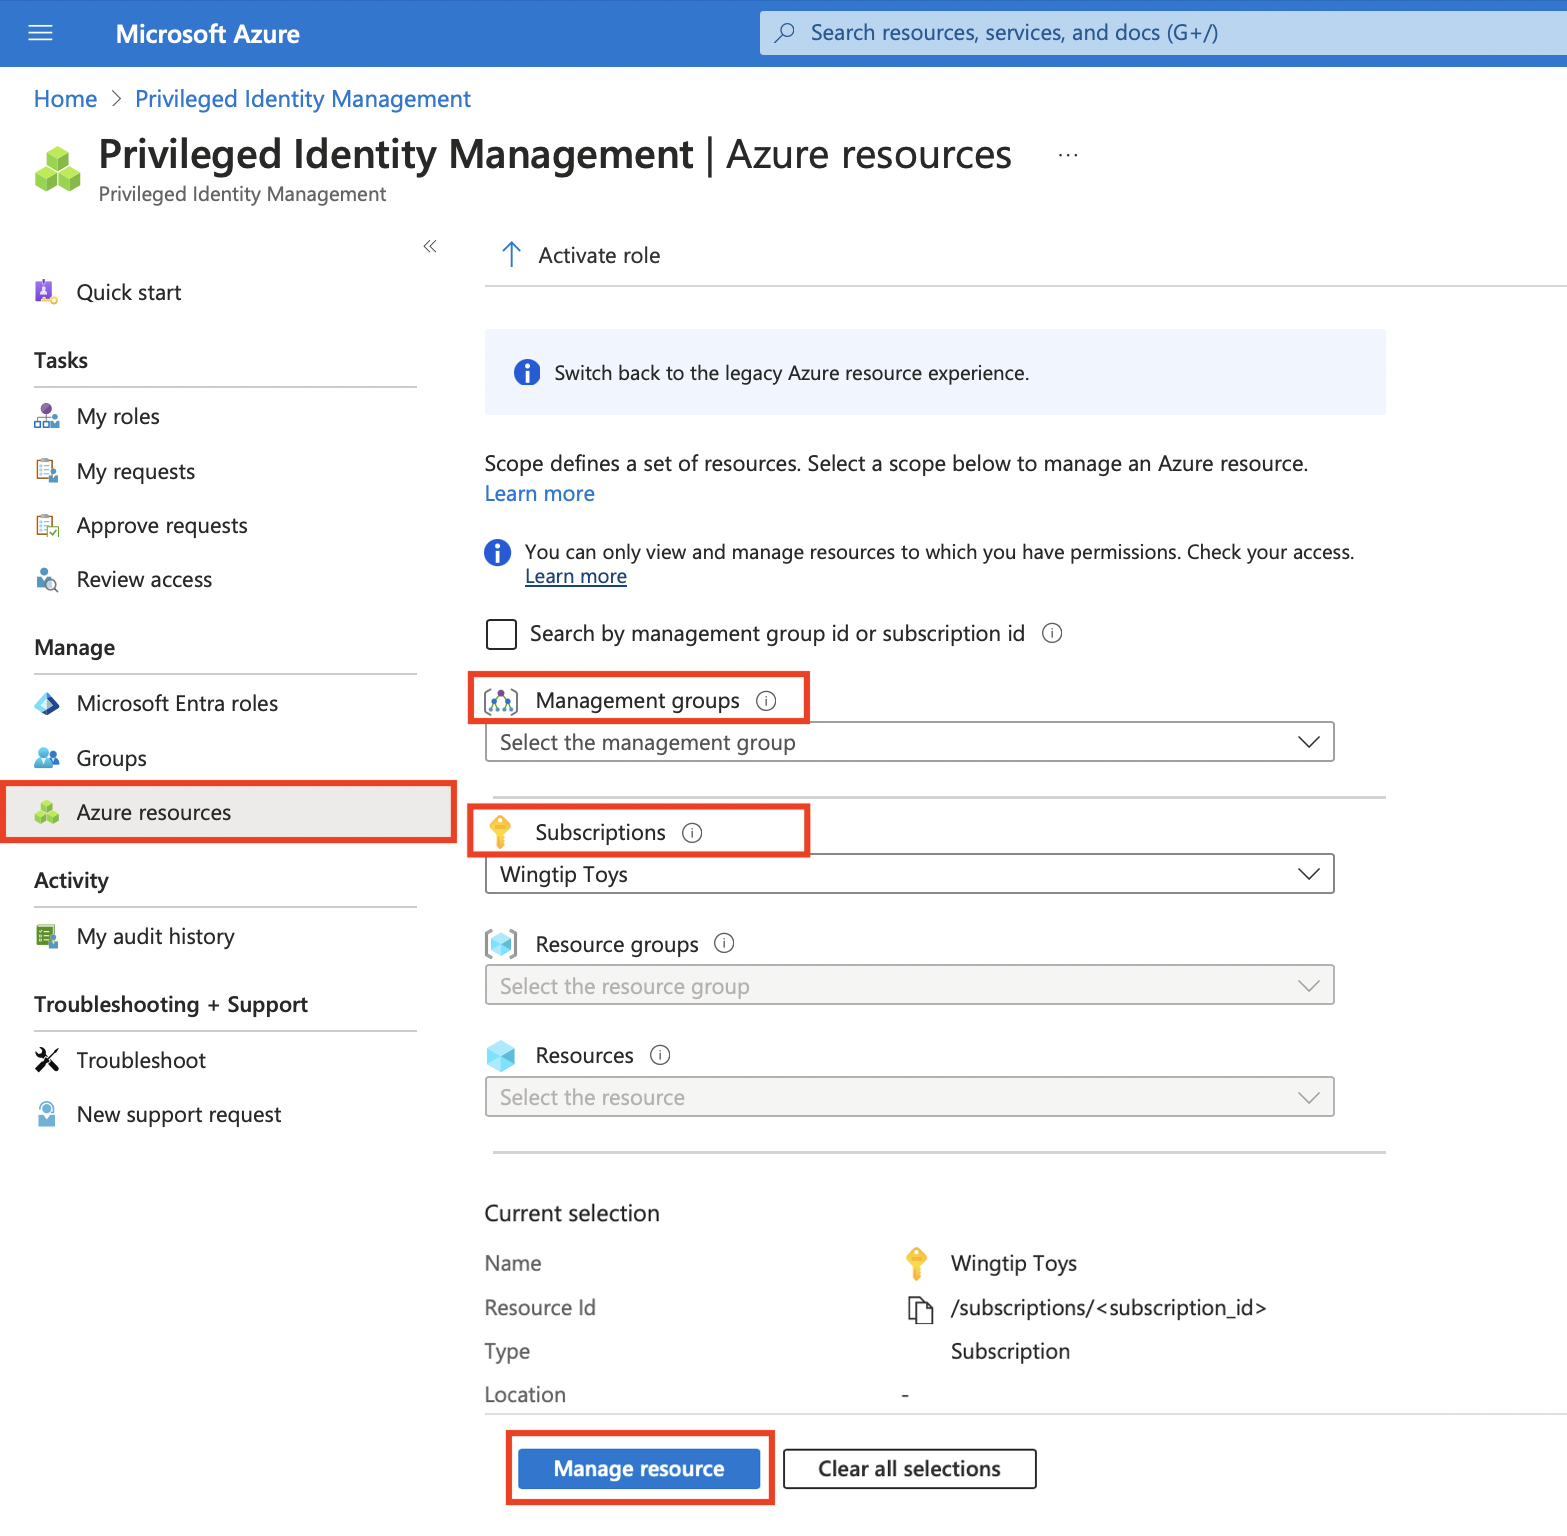 Microsoft Azure
Search resources, services, and docs (G+/)
Home > Privileged Identity Management
Privileged Identity Management | Azure resources ...
Privileged Identity Management
«
Quick start
Tasks
My roles
My requests
Approve requests
Review access
Manage
Microsoft Entra roles
Groups
Azure resources
Activity
My audit history
Troubleshooting + Support
Troubleshoot
New support request
Activate role
Switch back to the legacy Azure resource experience.
Scope defines a set of resources. Select a scope below to manage an Azure resource.
Learn more
You can only view and manage resources to which you have permissions. Check your access.
Learn more
Search by management group id or subscription id
Management groups
Select the management group
Subscriptions
Wingtip Toys
Resource groups
Select the resource group
Resources
Select the resource
Current selection
Name Wingtip Toys
Resource Id /subscriptions/<subscription_id>
Type Subscription
Location -
Manage resource Clear all selections